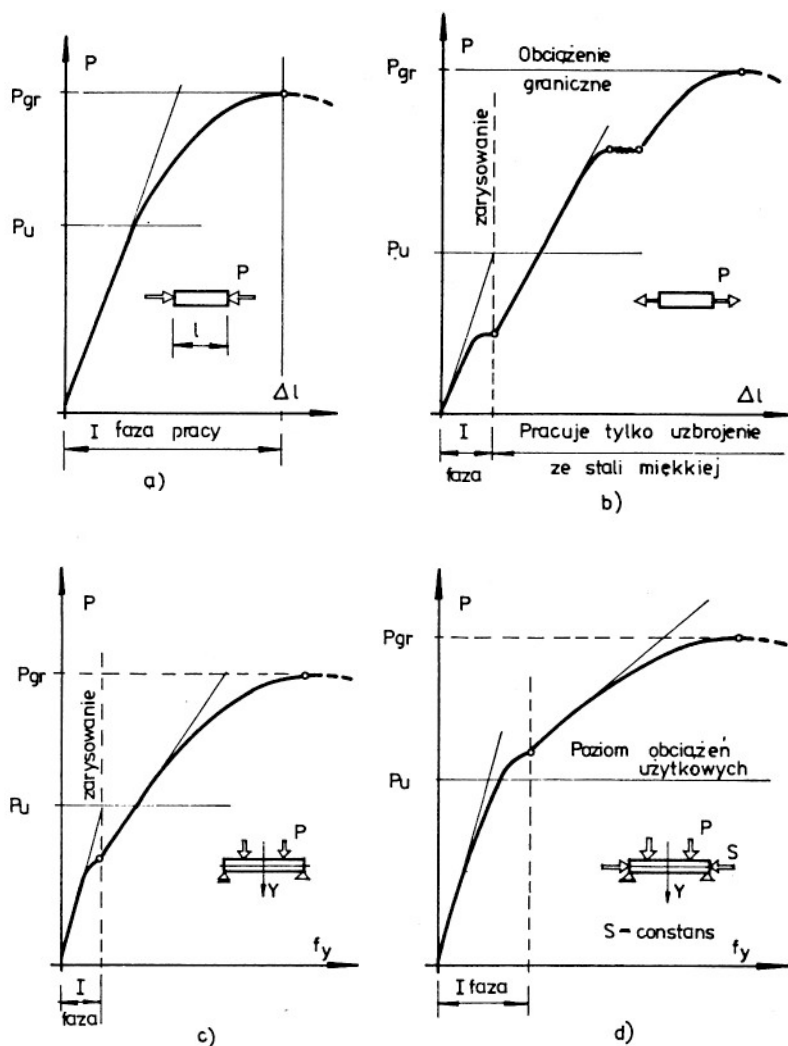 P
Pgr
Pu
P
l
Δl
I faza pracy
a)
P
Obciążenie
graniczne
Pgr
zarysowanie
Pu
P
Δl
I
faza
Pracuje tylko uzbrojenie
ze stali miękkiej
b)
P
Pgr
zarysowanie
Pu
P
Y
fy
I
faza
c)
P
Pgr
Poziom obciążeń
użytkowych
Pu
P
S
Y
S - constans
fy
I faza
d)